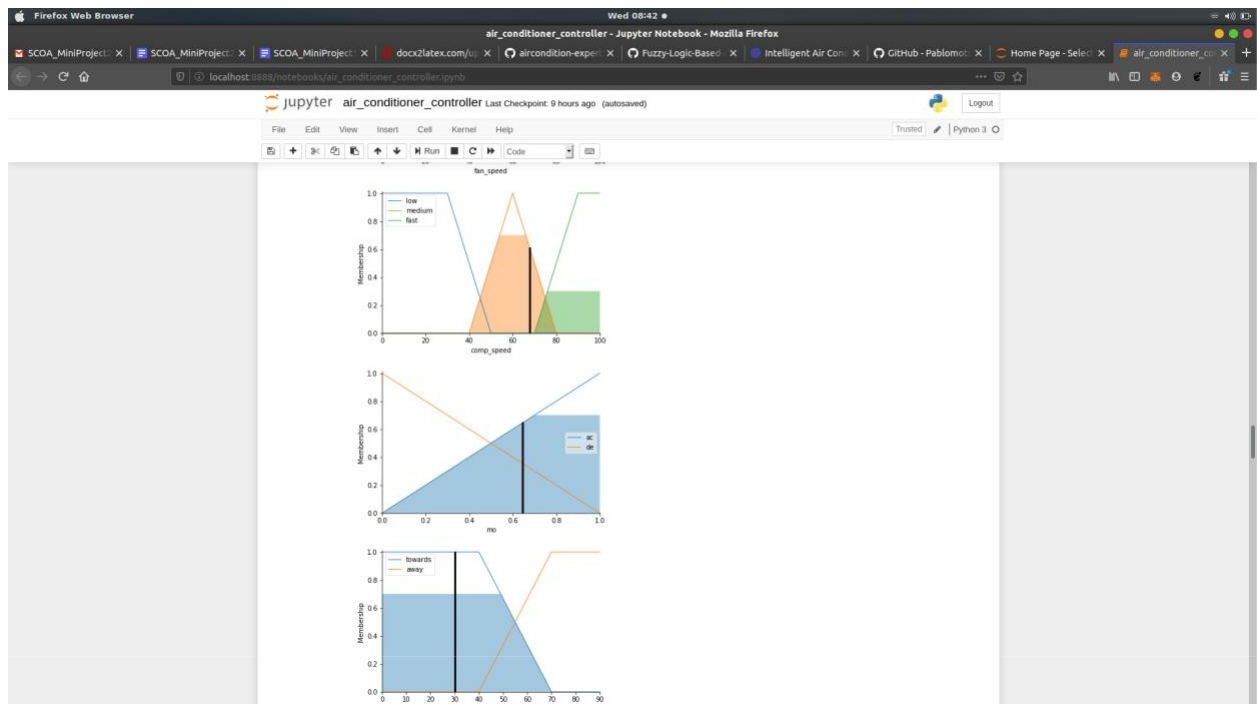 Firefox Web Browser
Wed 08:42
air_conditioner_controller - Jupyter Notebook - Mozilla Firefox
SCOA_MiniProject2 SCOA_MiniProject2 SCOA_MiniProject docx2latex.com/up aircondition-expert Fuzzy-Logic-Based- Intelligent Air Conc GitHub - Pablomot Home Page - Select air_conditioner_co
localhost:8888/notebooks/air_conditioner_controller.ipynb
jupyter air_conditioner_controller Last Checkpoint: 9 hours ago (autosaved)
Logout
File Edit View Insert Cell Kernel Help
Trusted Python 3
Run Code
fan_speed
1.0
low
medium
fast
0.8
0.6
Membership
0.4
0.2
0.0
0 20 40 60 80 100
comp_speed
1.0
0.8
0.6
Membership
ac
de
0.4
0.2
0.0
0.0 0.2 0.4 0.6 0.8 1.0
mo
1.0
towards
away
0.8
0.6
Membership
0.4
0.2
0.0
0 10 20 30 40 50 60 70 80 90